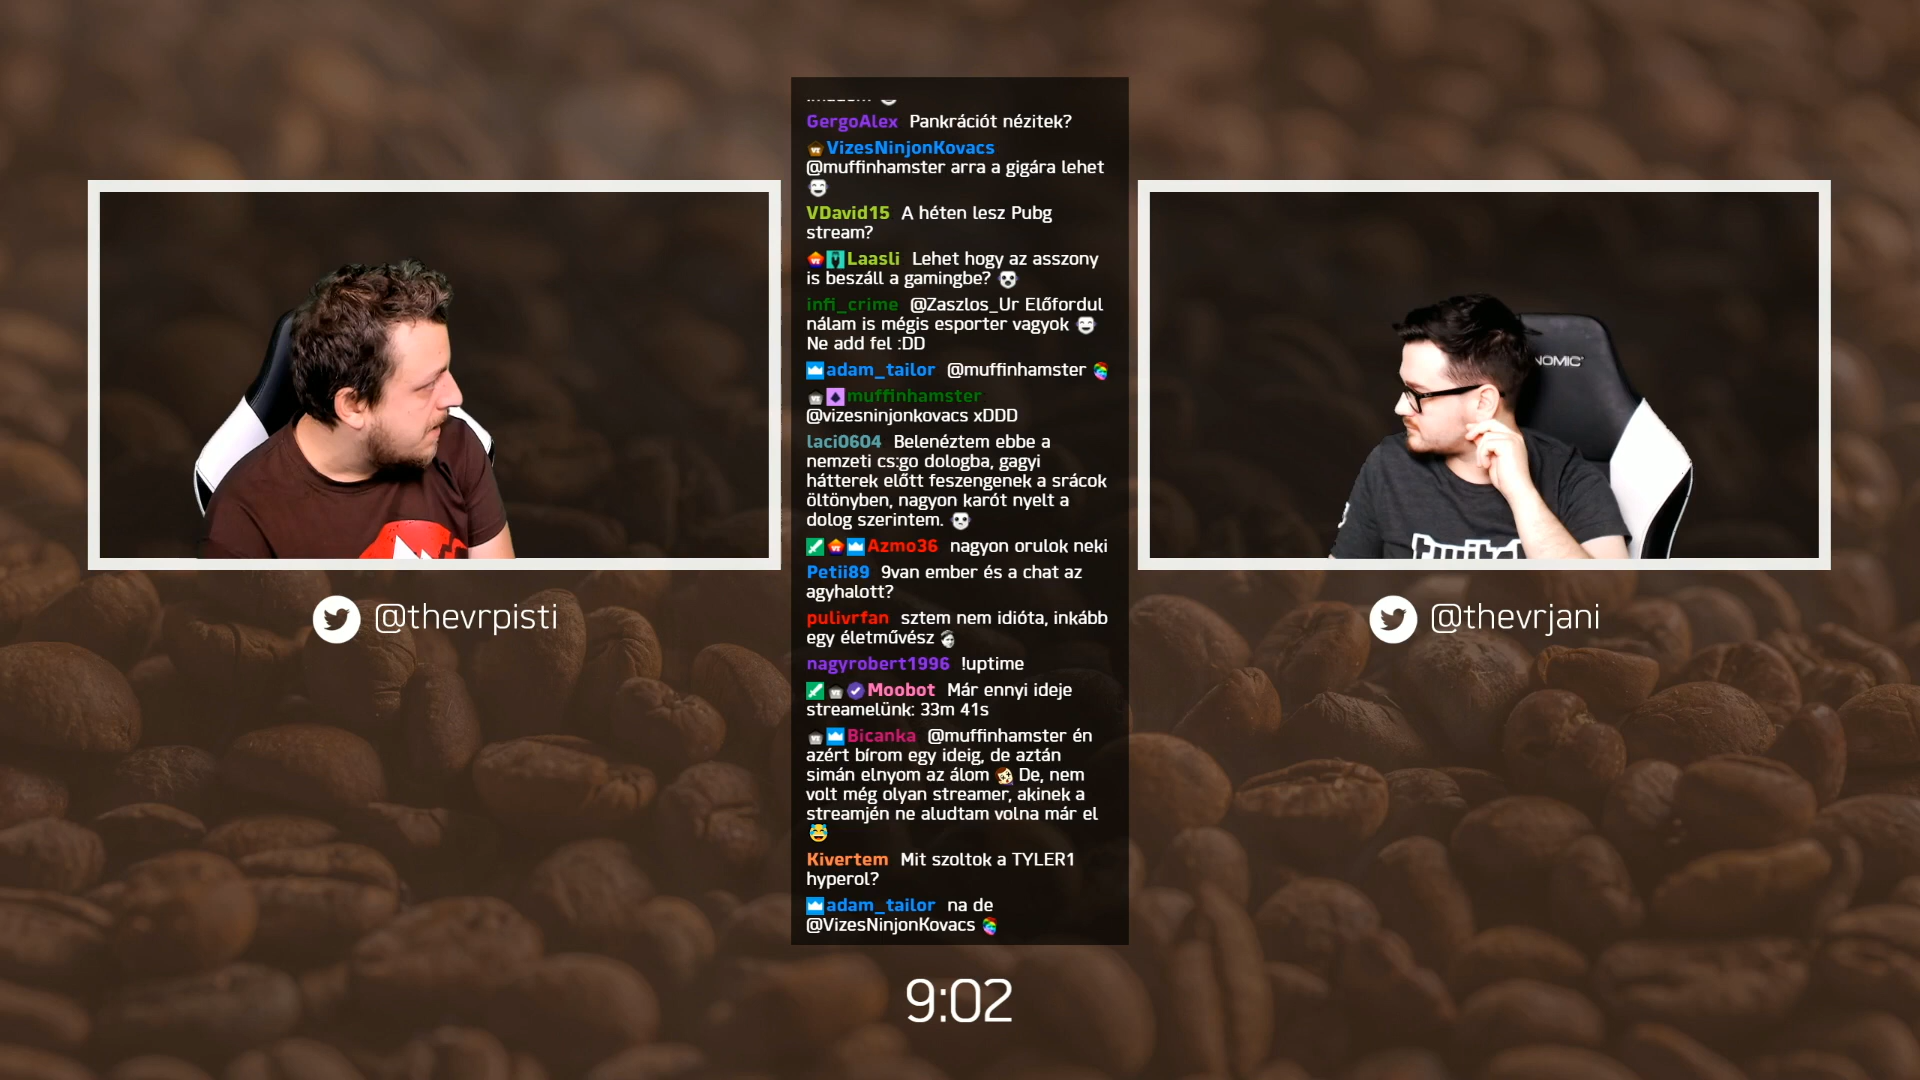 GergoAlex Pankrációt nézitek?
VizesNinjonKovacs
@muffinhamster arra a gigára lehet
VDavid15 A héten lesz Pubg
stream?
Laasli Lehet hogy az asszony
is beszáll a gamingbe?
infi_crime @Zaszlos_Ur Előfordul
nálam is mégis esporter vagyok
Ne add fel :DD
adam_tailor @muffinhamster
muffinhamster
@vizesninjonkovacs xDDD
laci0604 Belenéztem ebbe a
nemzeti cs:go dologba, gagyi
hátterek előtt feszengenek a srácok
öltönyben, nagyon karót nyelt a
dolog szerintem.
Azmo36 nagyon orulok neki
Petii89 9van ember és a chat az
agyhalott?
pulivrfan sztem nem idióta, inkább
egy életművész
nagyrobert1996 !uptime
Moobot Már ennyi ideje
streamelünk: 33m 41s
Bicanka @muffinhamster én
azért bírom egy ideig, de aztán
simán elnyom az álom De, nem
volt még olyan streamer, akinek a
streamjén ne aludtam volna már el
Kivertem Mit szoltok a TYLER1
hyperol?
adam_tailor na de
@VizesNinjonKovacs
@thevrpisti
NOMIC
twitch
@thevrjani
9:02